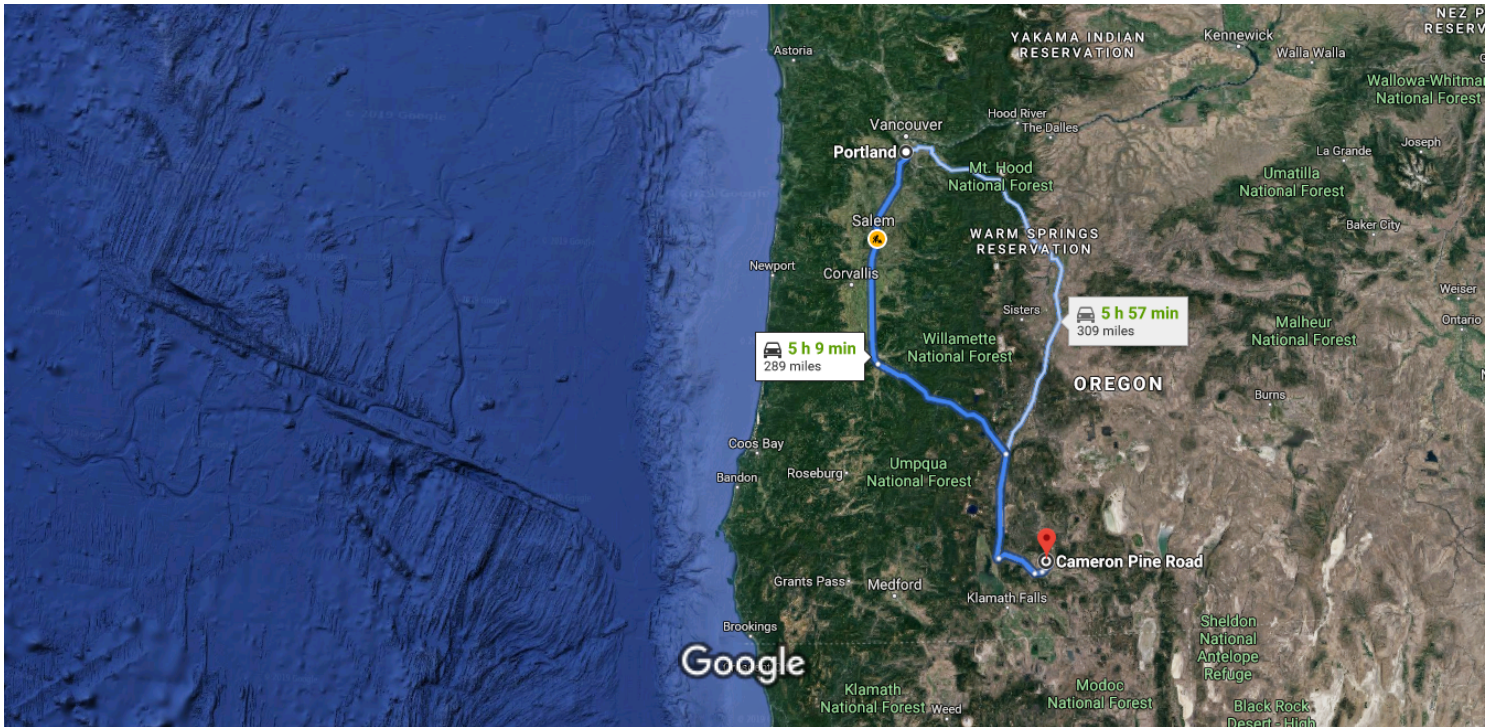 NEZ P
RESERV
YAKAMA INDIAN
RESERVATION
Kennewick
Walla Walla
Astoria
Wallowa-Whitman
National Forest
Hood River
The Dalles
Vancouver
Portland
La Grande
Joseph
Mt. Hood
National Forest
Umatilla
National Forest
Salem
Baker City
WARM SPRINGS
RESERVATION
Newport
Corvallis
Weiser
Sisters
5 h 57 min
309 miles
Ontario
Malheur
National Forest
Willamette
National Forest
5 h 9 min
289 miles
OREGON
Burns
Coos Bay
Roseburg
Umpqua
National Forest
Bandon
Cameron Pine Road
Grants Pass
Medford
Klamath Falls
Brookings
Sheldon
National
Antelope
Refuge
Google
Klamath
National Forest
Weed
Modoc
National Forest
Black Rock
Desert - High